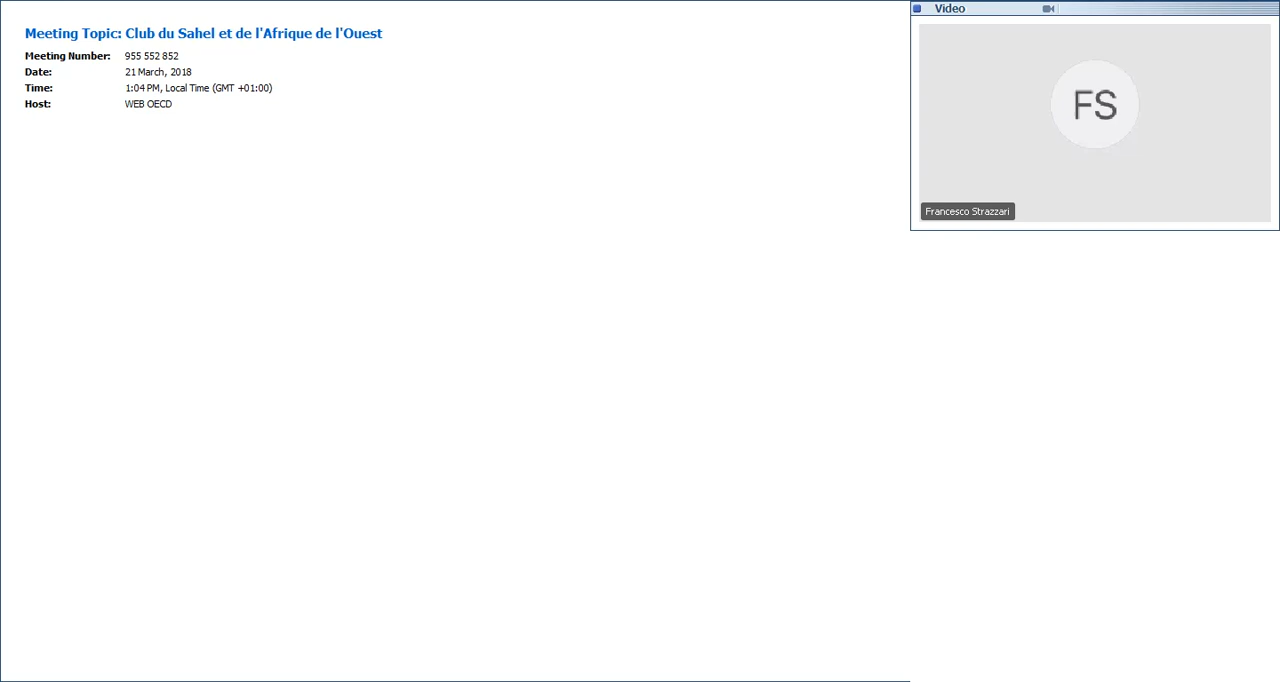 Meeting Topic: Club du Sahel et de l'Afrique de l'Ouest
Meeting Number: 955 552 852
Date: 21 March, 2018
Time: 1:04 PM, Local Time (GMT +01:00)
Host: WEB OECD
Video
FS
Francesco Strazzari